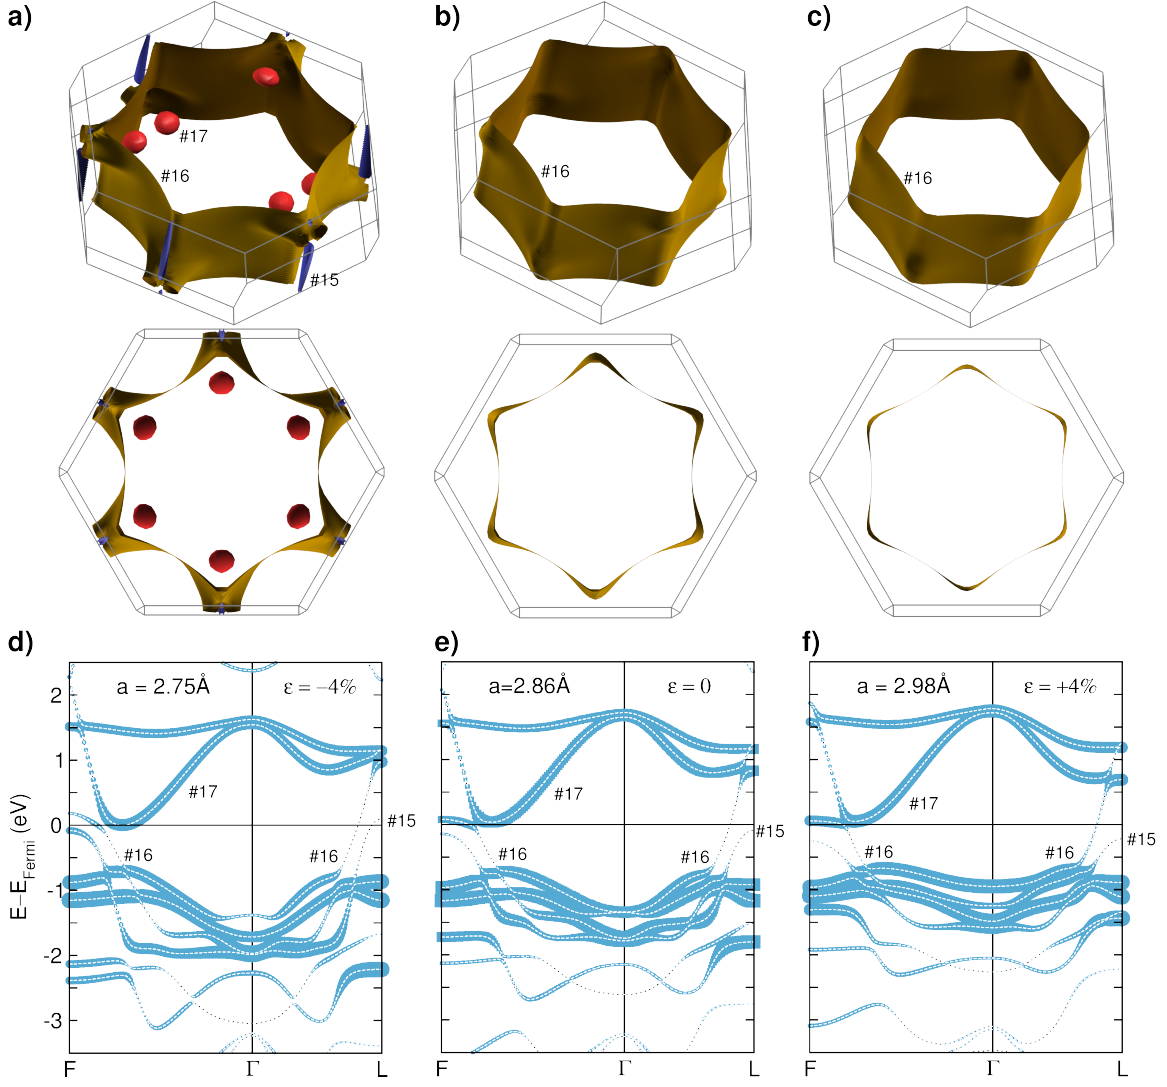 a)
b)
c)
#17
#16
#15
#16
#16
d)
e)
f)
a = 2.75Å
ε = −4%
a=2.86Å
ε = 0
a = 2.98Å
ε = +4%
E−EFermi (eV)
2
1
0
-1
-2
-3
#17
#16
#16
#15
#17
#16
#16
#15
#17
#16
#16
#15
F
Γ
L
F
Γ
L
F
Γ
L